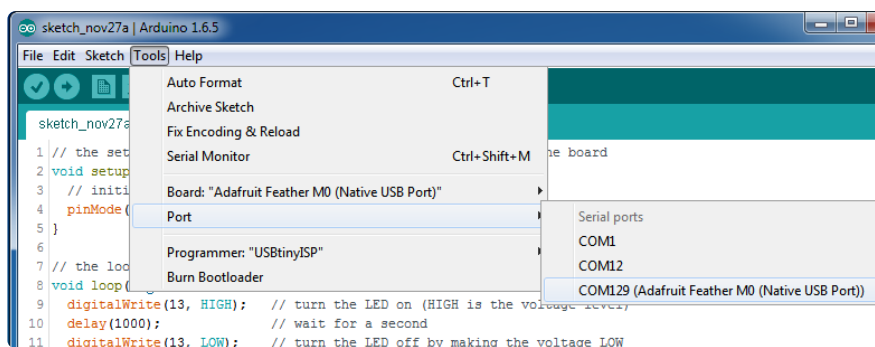 sketch_nov27a | Arduino 1.6.5
File Edit Sketch Tools Help
Auto Format Ctrl+T
Archive Sketch
sketch_nov27a
Fix Encoding & Reload
1 // the set he board
Serial Monitor Ctrl+Shift+M
2 void setup
3 // initi
Board: "Adafruit Feather M0 (Native USB Port)"
4 pinMode(
Port
Serial ports
5 }
COM1
6
Programmer: "USBtinyISP"
7 // the loo
COM12
Burn Bootloader
8 void loop(
COM129 (Adafruit Feather M0 (Native USB Port))
9 digitalWrite(13, HIGH); // turn the LED on (HIGH is the voltage level)
10 delay(1000); // wait for a second
11 digitalWrite(13, LOW); // turn the LED off by making the voltage LOW